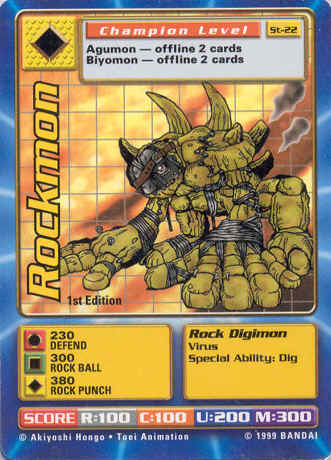 Champion Level
St-22
Agumon — offline 2 cards
Biyomon — offline 2 cards
Rockmon
1st Edition
230
DEFEND
300
ROCK BALL
380
ROCK PUNCH
Rock Digimon
Virus
Special Ability: Dig
SCORE R:100 C:100 U:200 M:300
© Akiyoshi Hongo • Toei Animation © 1999 BANDAI